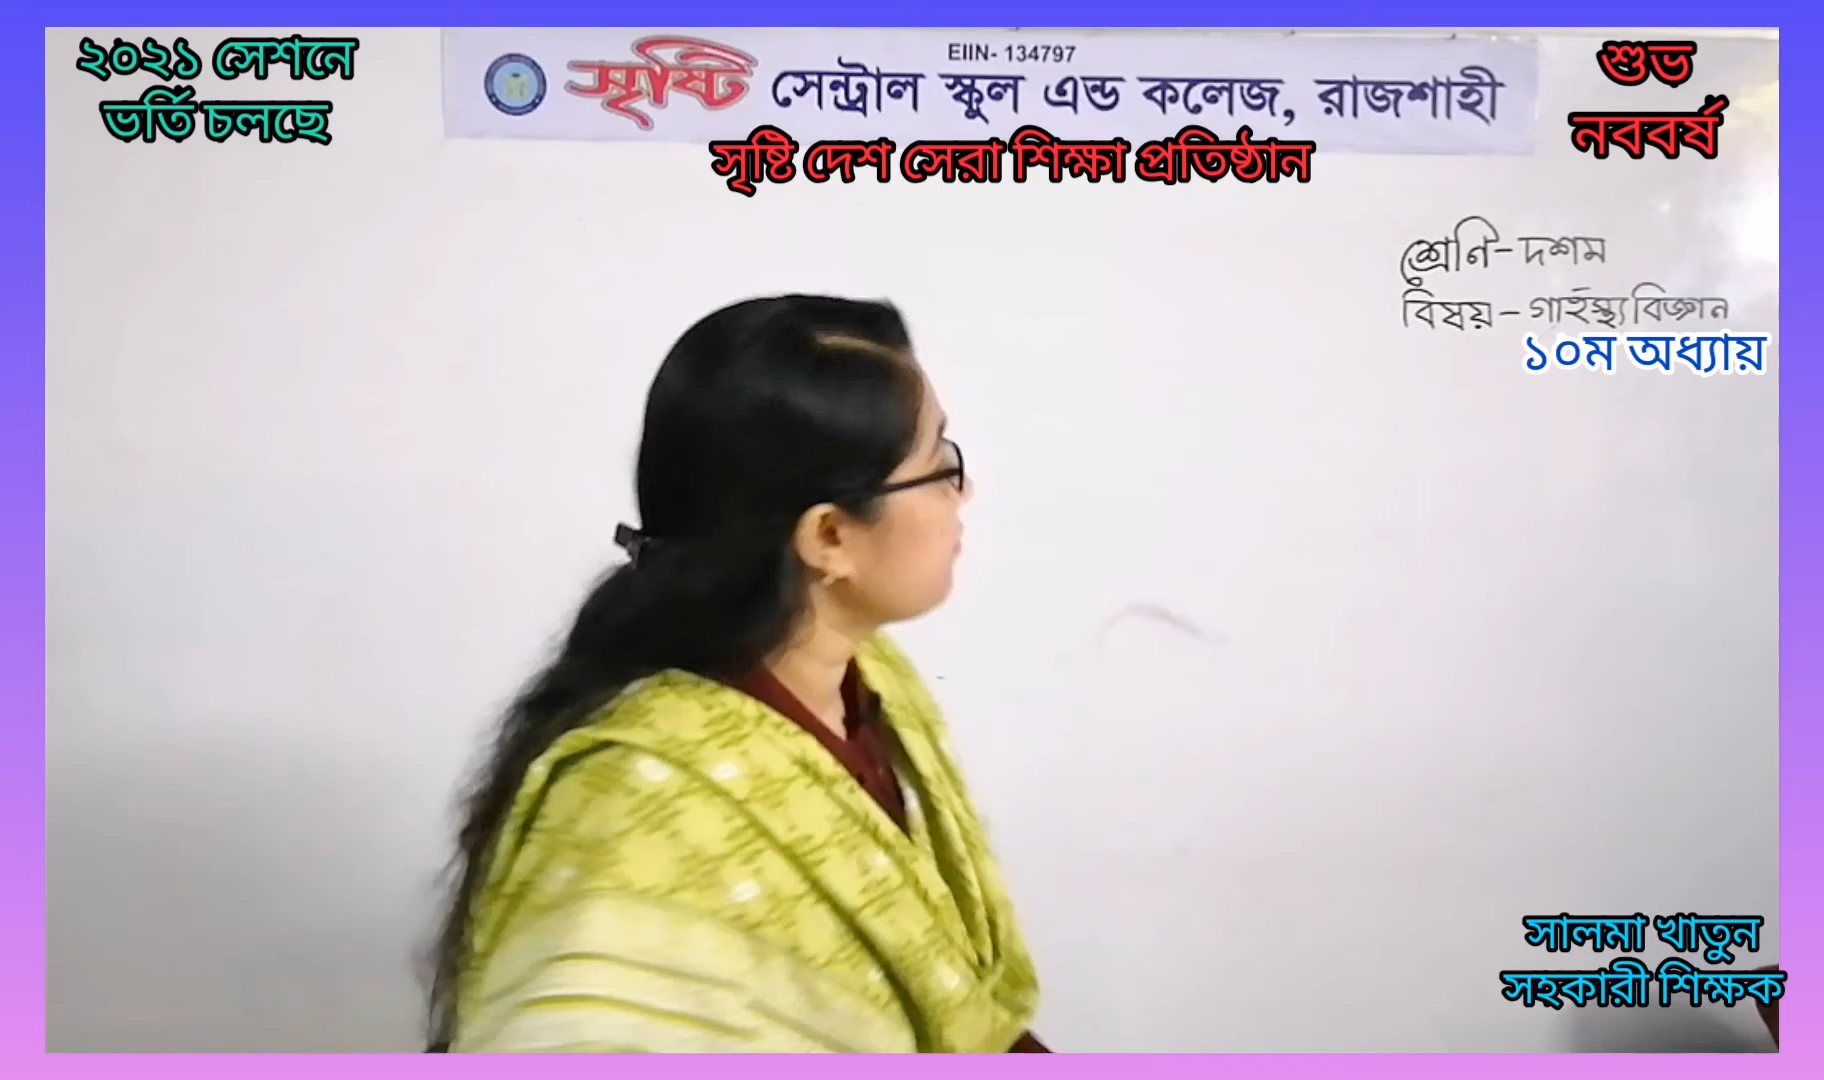 ২০২১ সেশনে
ভর্তি চলছে
EIIN- 134797
সৃষ্টি সেন্ট্রাল স্কুল এন্ড কলেজ, রাজশাহী
সৃষ্টি দেশ সেরা শিক্ষা প্রতিষ্ঠান
শুভ
নববর্ষ
শ্রেণি - দশম
বিষয় - গার্হস্থ্য বিজ্ঞান
১০ম অধ্যায়
সালমা খাতুন
সহকারী শিক্ষক